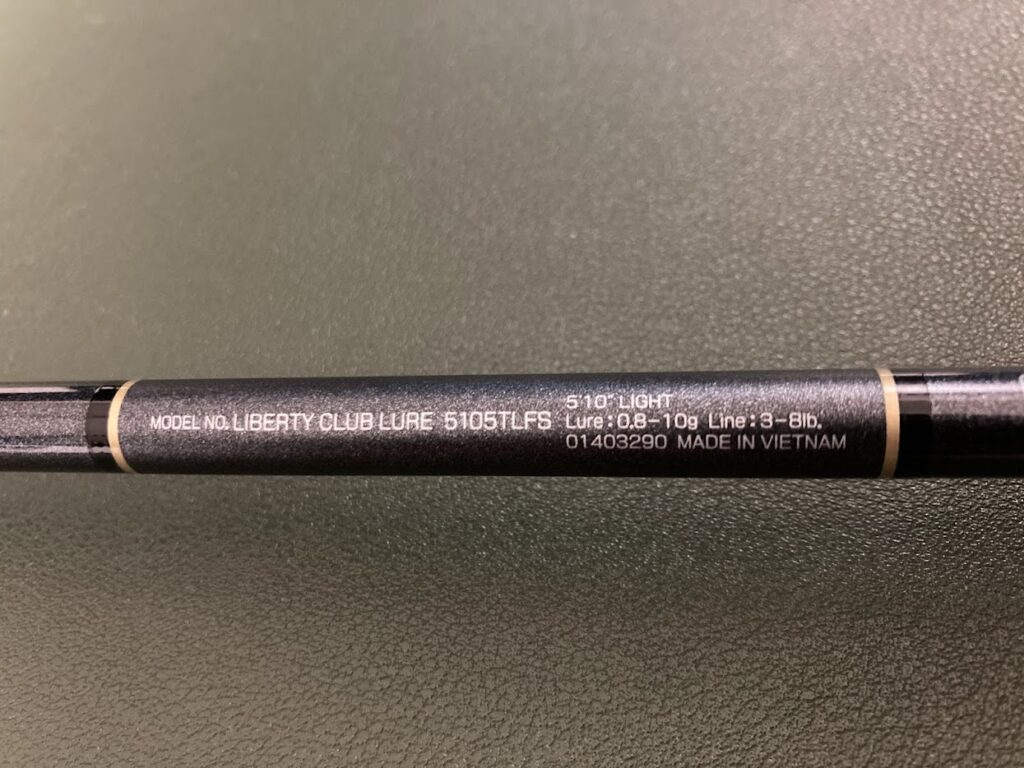 MODEL NO. LIBERTY CLUB LURE 5105TLFS
5'10" LIGHT
Lure:0.8-10g Line:3-8lb.
01403290 MADE IN VIETNAM